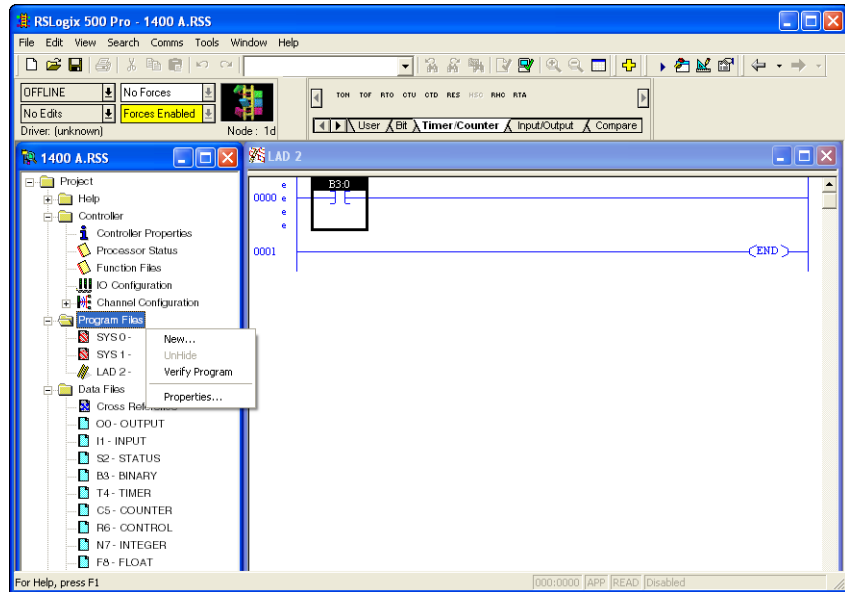 RSLogix 500 Pro - 1400 A.RSS
File Edit View Search Comms Tools Window Help
OFFLINE No Forces
No Edits Forces Enabled
Driver: (unknown) Node: 1d
TON TOF RTO CTU CTD RES HSC RHC RTA
User Bit Timer/Counter Input/Output Compare
1400 A.RSS
Project
Help
Controller
Controller Properties
Processor Status
Function Files
IO Configuration
Channel Configuration
Program Files
SYS 0 -
SYS 1 -
LAD 2 -
Data Files
Cross Reference
O0 - OUTPUT
I1 - INPUT
S2 - STATUS
B3 - BINARY
T4 - TIMER
C5 - COUNTER
R6 - CONTROL
N7 - INTEGER
F8 - FLOAT
New...
UnHide
Verify Program
Properties...
LAD 2
e
B3:0
0000 e
e
e
0001
END
For Help, press F1
000:0000 APP READ Disabled